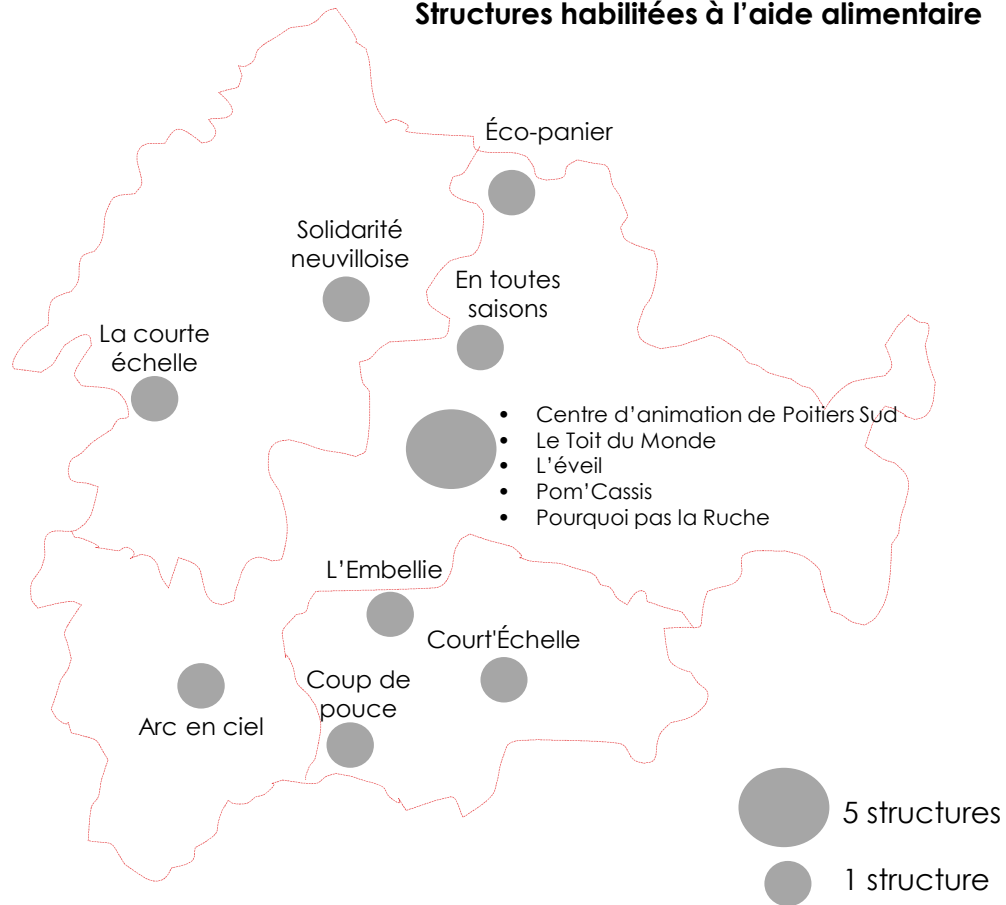 Structures habilitées à l’aide alimentaire
Éco-panier
Solidarité
neuvilloise
En toutes
saisons
La courte
échelle
• Centre d’animation de Poitiers Sud
• Le Toit du Monde
• L’éveil
• Pom’Cassis
• Pourquoi pas la Ruche
L’Embellie
Court'Échelle
Coup de
pouce
Arc en ciel
5 structures
1 structure